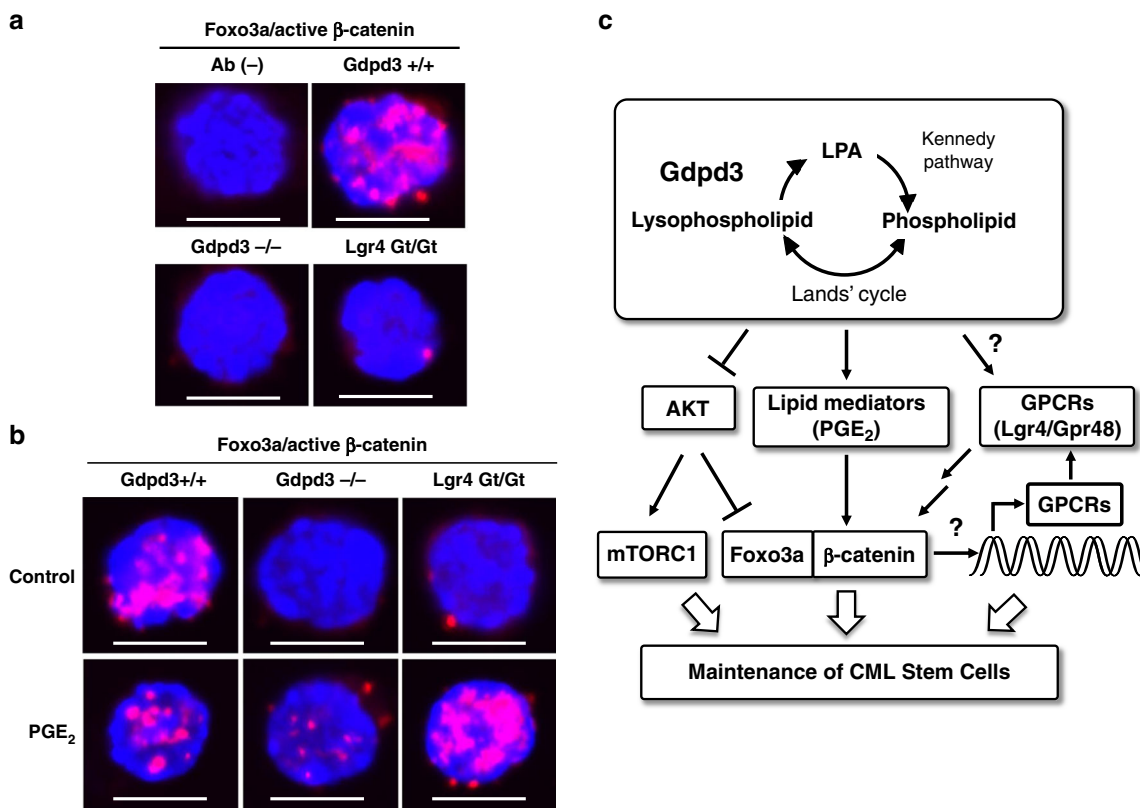 a
Foxo3a/active β-catenin
Ab (–)
Gdpd3 +/+
Gdpd3 –/–
Lgr4 Gt/Gt
b
Foxo3a/active β-catenin
Gdpd3+/+
Gdpd3 –/–
Lgr4 Gt/Gt
Control
PGE₂
c
LPA
Kennedy
pathway
Gdpd3
Lysophospholipid
Phospholipid
Lands' cycle
?
AKT
Lipid mediators
(PGE₂)
GPCRs
(Lgr4/Gpr48)
GPCRs
?
mTORC1
Foxo3a
β-catenin
Maintenance of CML Stem Cells